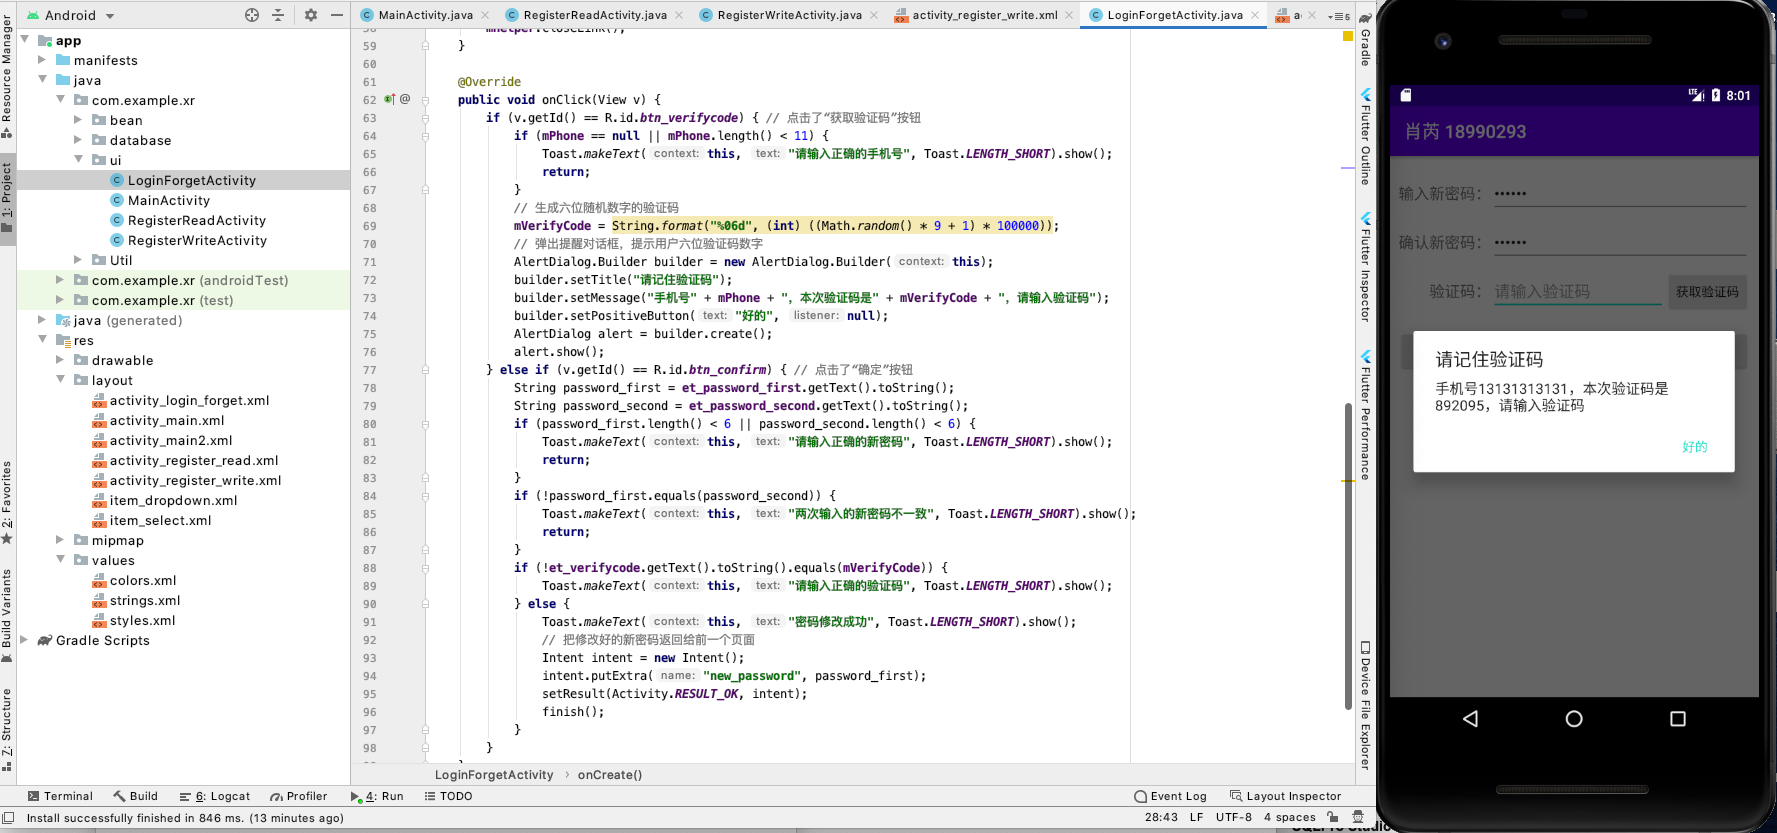 Android
MainActivity.java
RegisterReadActivity.java
RegisterWriteActivity.java
activity_register_write.xml
LoginForgetActivity.java
Resource Manager
1: Project
2: Favorites
Build Variants
7: Structure
app
manifests
java
com.example.xr
bean
database
ui
LoginForgetActivity
MainActivity
RegisterReadActivity
RegisterWriteActivity
Util
com.example.xr (androidTest)
com.example.xr (test)
java (generated)
res
drawable
layout
activity_login_forget.xml
activity_main.xml
activity_main2.xml
activity_register_read.xml
activity_register_write.xml
item_dropdown.xml
item_select.xml
mipmap
values
colors.xml
strings.xml
styles.xml
Gradle Scripts
59 }
60
61 @Override
62 public void onClick(View v) {
63 if (v.getId() == R.id.btn_verifycode) { // 点击了“获取验证码”按钮
64 if (mPhone == null || mPhone.length() < 11) {
65 Toast.makeText( context: this, text: "请输入正确的手机号", Toast.LENGTH_SHORT).show();
66 return;
67 }
68 // 生成六位随机数字的验证码
69 mVerifyCode = String.format("%06d", (int) ((Math.random() * 9 + 1) * 100000));
70 // 弹出提醒对话框，提示用户六位验证码数字
71 AlertDialog.Builder builder = new AlertDialog.Builder( context: this);
72 builder.setTitle("请记住验证码");
73 builder.setMessage("手机号" + mPhone + "，本次验证码是" + mVerifyCode + "，请输入验证码");
74 builder.setPositiveButton( text: "好的", listener: null);
75 AlertDialog alert = builder.create();
76 alert.show();
77 } else if (v.getId() == R.id.btn_confirm) { // 点击了“确定”按钮
78 String password_first = et_password_first.getText().toString();
79 String password_second = et_password_second.getText().toString();
80 if (password_first.length() < 6 || password_second.length() < 6) {
81 Toast.makeText( context: this, text: "请输入正确的新密码", Toast.LENGTH_SHORT).show();
82 return;
83 }
84 if (!password_first.equals(password_second)) {
85 Toast.makeText( context: this, text: "两次输入的新密码不一致", Toast.LENGTH_SHORT).show();
86 return;
87 }
88 if (!et_verifycode.getText().toString().equals(mVerifyCode)) {
89 Toast.makeText( context: this, text: "请输入正确的验证码", Toast.LENGTH_SHORT).show();
90 } else {
91 Toast.makeText( context: this, text: "密码修改成功", Toast.LENGTH_SHORT).show();
92 // 把修改好的新密码返回给前一个页面
93 Intent intent = new Intent();
94 intent.putExtra( name: "new_password", password_first);
95 setResult(Activity.RESULT_OK, intent);
96 finish();
97 }
98 }
LoginForgetActivity › onCreate()
Gradle
Flutter Outline
Flutter Inspector
Flutter Performance
Device File Explorer
LTE 8:01
肖芮 18990293
输入新密码： ••••••
确认新密码： ••••••
验证码： 请输入验证码 获取验证码
请记住验证码
手机号13131313131，本次验证码是
892095，请输入验证码
好的
Terminal Build 6: Logcat Profiler 4: Run TODO Event Log Layout Inspector
Install successfully finished in 846 ms. (13 minutes ago) 28:43 LF UTF-8 4 spaces